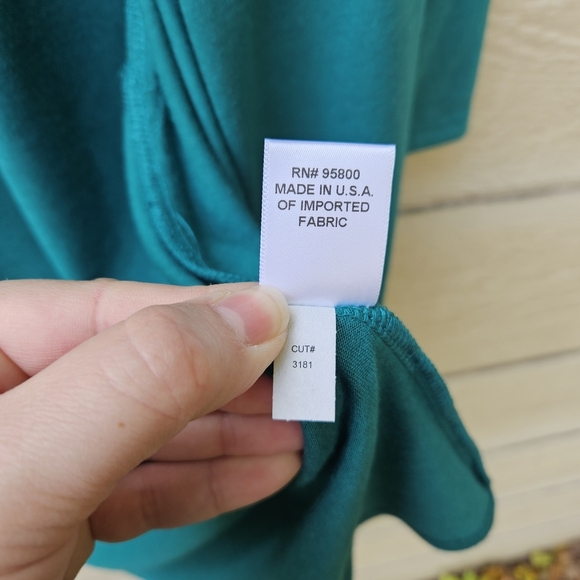 RN# 95800
MADE IN U.S.A.
OF IMPORTED
FABRIC
CUT#
3181